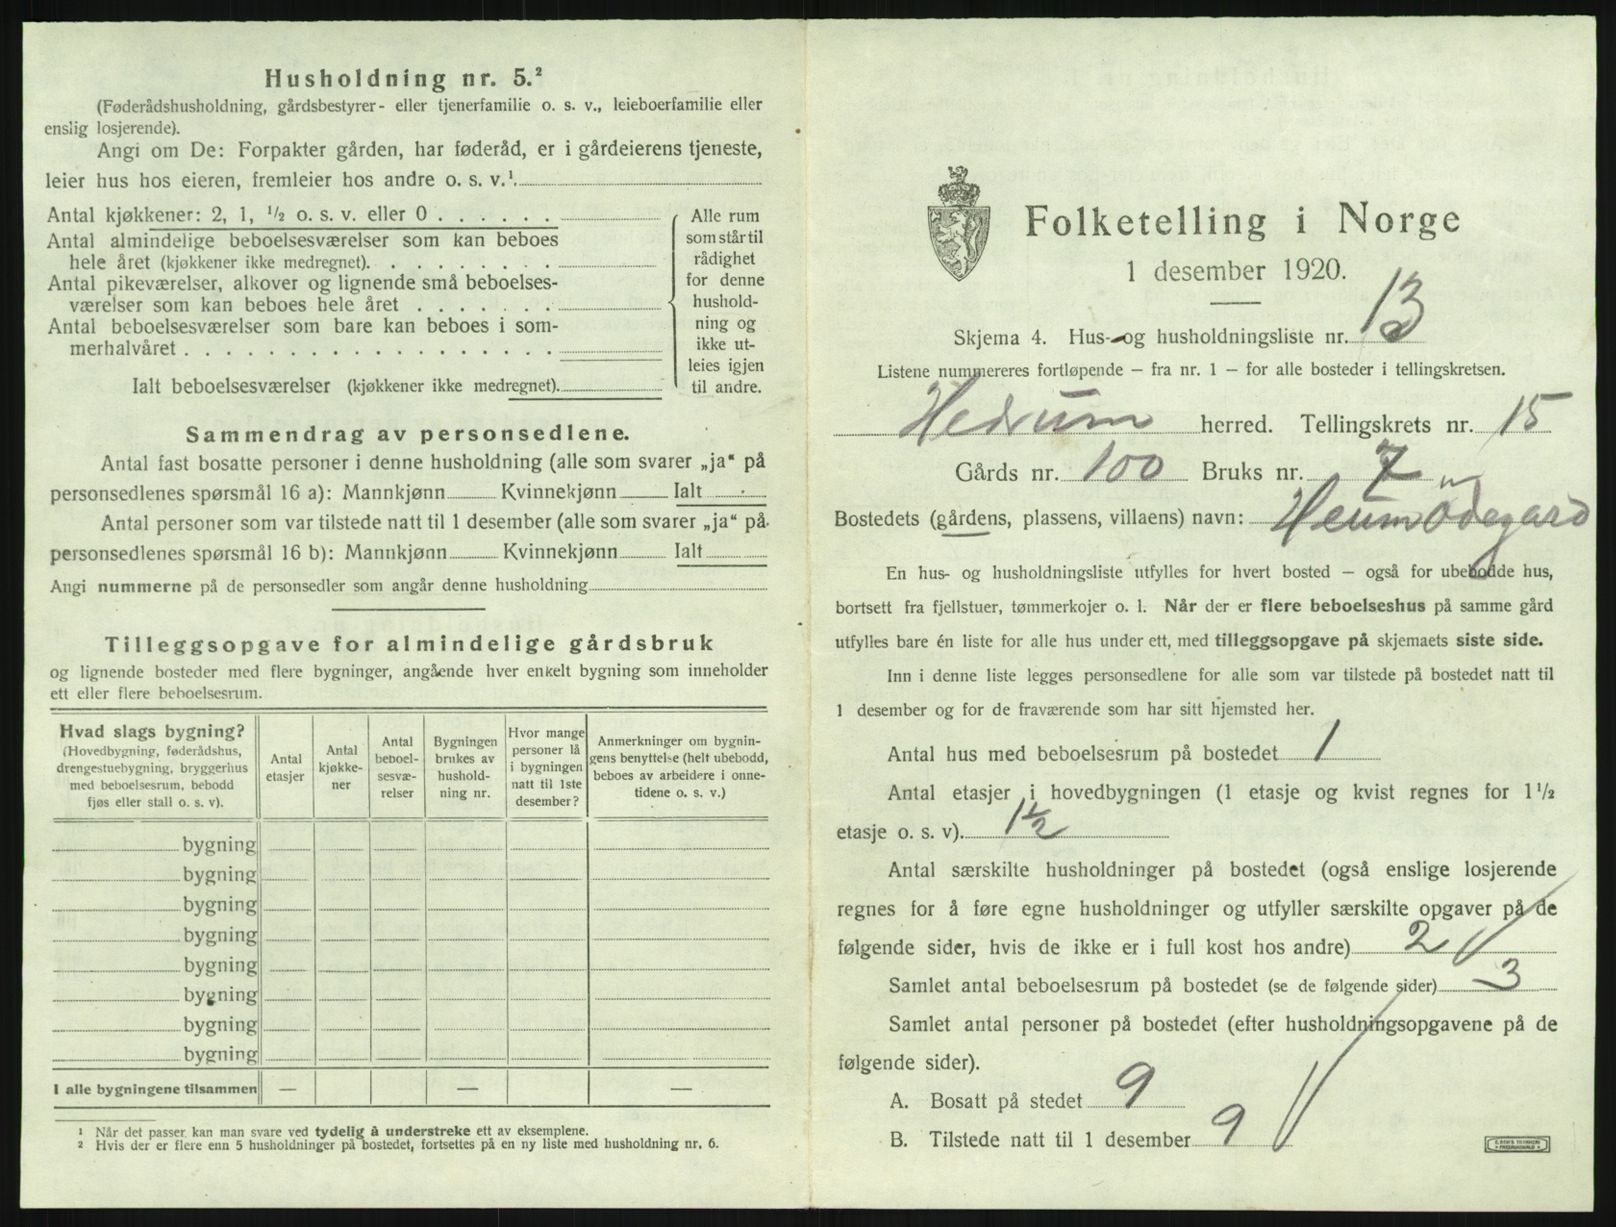 Husholdning nr. 5.²
(Føderådshusholdning, gårdsbestyrer- eller tjenerfamilie o. s. v., leieboerfamilie eller
enslig losjerende).
Angi om De: Forpakter gården, har føderåd, er i gårdeierens tjeneste,
leier hus hos eieren, fremleier hos andre o. s. v.¹
Antal kjøkkener: 2, 1, ½ o. s. v. eller 0 . . . . . .
Antal almindelige beboelsesværelser som kan beboes
hele året (kjøkkener ikke medregnet). . . . . . . . .
Antal pikeværelser, alkover og lignende små beboelses-
værelser som kan beboes hele året . . . . . . .
Antal beboelsesværelser som bare kan beboes i som-
merhalvåret . . . . . . . . . . . . . . . . . .
Ialt beboelsesværelser (kjøkkener ikke medregnet).
Alle rum
som står til
rådighet
for denne
hushold-
ning og
ikke ut-
leies igjen
til andre.
Sammendrag av personsedlene.
Antal fast bosatte personer i denne husholdning (alle som svarer „ja“ på
personsedlenes spørsmål 16 a): Mannkjønn Kvinnekjønn Ialt
Antal personer som var tilstede natt til 1 desember (alle som svarer „ja“ på
personsedlenes spørsmål 16 b): Mannkjønn Kvinnekjønn Ialt
Angi nummerne på de personsedler som angår denne husholdning
Tilleggsopgave for almindelige gårdsbruk
og lignende bosteder med flere bygninger, angående hver enkelt bygning som inneholder
ett eller flere beboelsesrum.
Hvad slags bygning?
(Hovedbygning, føderådshus,
drengestuebygning, bryggerhus
med beboelsesrum, bebodd
fjøs eller stall o. s. v).
Antal
etasjer
Antal
kjøkke-
ner
Antal
beboel-
sesvæ-
relser
Bygningen
brukes av
hushold-
ning nr.
Hvor mange
personer lå
i bygningen
natt til 1ste
desember?
Anmerkninger om bygnin-
gens benyttelse (helt ubebodd,
beboes av arbeidere i onne-
tidene o. s. v.)
bygning
bygning
bygning
bygning
bygning
bygning
bygning
bygning
I alle bygningene tilsammen — — —
¹ Når det passer kan man svare ved tydelig å understreke ett av eksemplene.
² Hvis der er flere enn 5 husholdninger på bostedet, fortsettes på en ny liste med husholdning nr. 6.
Folketelling i Norge
1 desember 1920.
Skjema 4. Hus- og husholdningsliste nr. 13
Listene nummereres fortløpende — fra nr. 1 — for alle bosteder i tellingskretsen.
Hedrum herred. Tellingskrets nr. 15
Gårds nr. 100 Bruks nr. 7
Bostedets (gårdens, plassens, villaens) navn: Heum Ødegard
En hus- og husholdningsliste utfylles for hvert bosted — også for ubebodde hus,
bortsett fra fjellstuer, tømmerkojer o. l. Når der er flere beboelseshus på samme gård
utfylles bare én liste for alle hus under ett, med tilleggsopgave på skjemaets siste side.
Inn i denne liste legges personsedlene for alle som var tilstede på bostedet natt til
1 desember og for de fraværende som har sitt hjemsted her.
Antal hus med beboelsesrum på bostedet 1
Antal etasjer i hovedbygningen (1 etasje og kvist regnes for 1½
etasje o. s. v). 1½
Antal særskilte husholdninger på bostedet (også enslige losjerende
regnes for å føre egne husholdninger og utfyller særskilte opgaver på de
følgende sider, hvis de ikke er i full kost hos andre) 2
Samlet antal beboelsesrum på bostedet (se de følgende sider) 3
Samlet antal personer på bostedet (efter husholdningsopgavene på de
følgende sider).
A. Bosatt på stedet 9
B. Tilstede natt til 1 desember 9